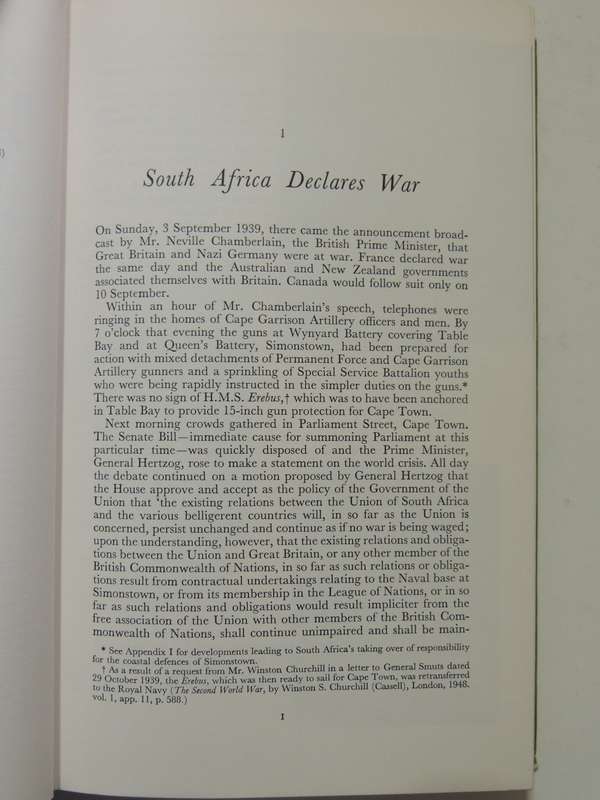 )
1
South Africa Declares War
On Sunday, 3 September 1939, there came the announcement broad-
cast by Mr. Neville Chamberlain, the British Prime Minister, that
Great Britain and Nazi Germany were at war. France declared war
the same day and the Australian and New Zealand governments
associated themselves with Britain. Canada would follow suit only on
10 September.
Within an hour of Mr. Chamberlain's speech, telephones were
ringing in the homes of Cape Garrison Artillery officers and men. By
7 o'clock that evening the guns at Wynyard Battery covering Table
Bay and at Queen's Battery, Simonstown, had been prepared for
action with mixed detachments of Permanent Force and Cape Garrison
Artillery gunners and a sprinkling of Special Service Battalion youths
who were being rapidly instructed in the simpler duties on the guns.*
There was no sign of H.M.S. Erebus,† which was to have been anchored
in Table Bay to provide 15-inch gun protection for Cape Town.
Next morning crowds gathered in Parliament Street, Cape Town.
The Senate Bill—immediate cause for summoning Parliament at this
particular time—was quickly disposed of and the Prime Minister,
General Hertzog, rose to make a statement on the world crisis. All day
the debate continued on a motion proposed by General Hertzog that
the House approve and accept as the policy of the Government of the
Union that 'the existing relations between the Union of South Africa
and the various belligerent countries will, in so far as the Union is
concerned, persist unchanged and continue as if no war is being waged;
upon the understanding, however, that the existing relations and obliga-
tions between the Union and Great Britain, or any other member of the
British Commonwealth of Nations, in so far as such relations or obliga-
tions result from contractual undertakings relating to the Naval base at
Simonstown, or from its membership in the League of Nations, or in so
far as such relations and obligations would result impliciter from the
free association of the Union with other members of the British Com-
monwealth of Nations, shall continue unimpaired and shall be main-
* See Appendix I for developments leading to South Africa's taking over of responsibility
for the coastal defences of Simonstown.
† As a result of a request from Mr. Winston Churchill in a letter to General Smuts dated
29 October 1939, the Erebus, which was then ready to sail for Cape Town, was retransferred
to the Royal Navy (The Second World War, by Winston S. Churchill (Cassell), London, 1948.
vol. 1, app. 11, p. 588.)
1